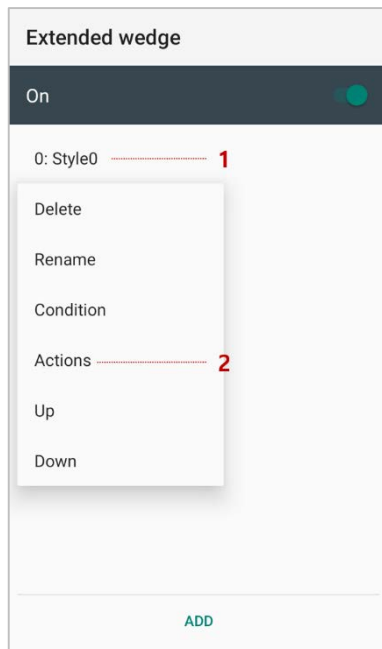 Extended wedge
On
0: Style0 1
Delete
Rename
Condition
Actions 2
Up
Down
ADD